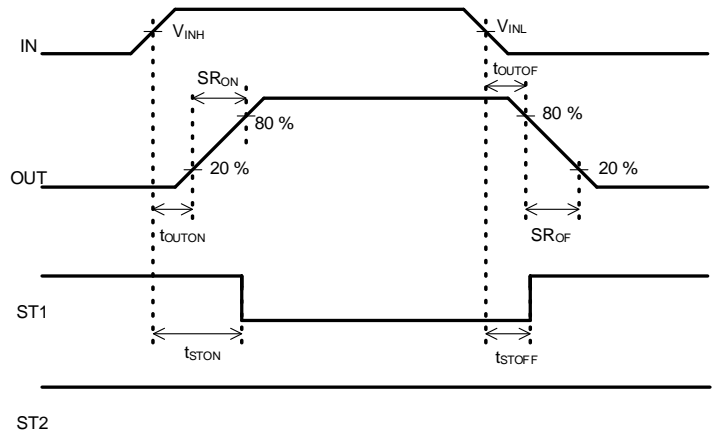 IN
V_INH
V_INL
t_OUTOF
SR_ON
80 %
80 %
20 %
20 %
OUT
t_OUTON
SR_OF
ST1
t_STON
t_STOFF
ST2